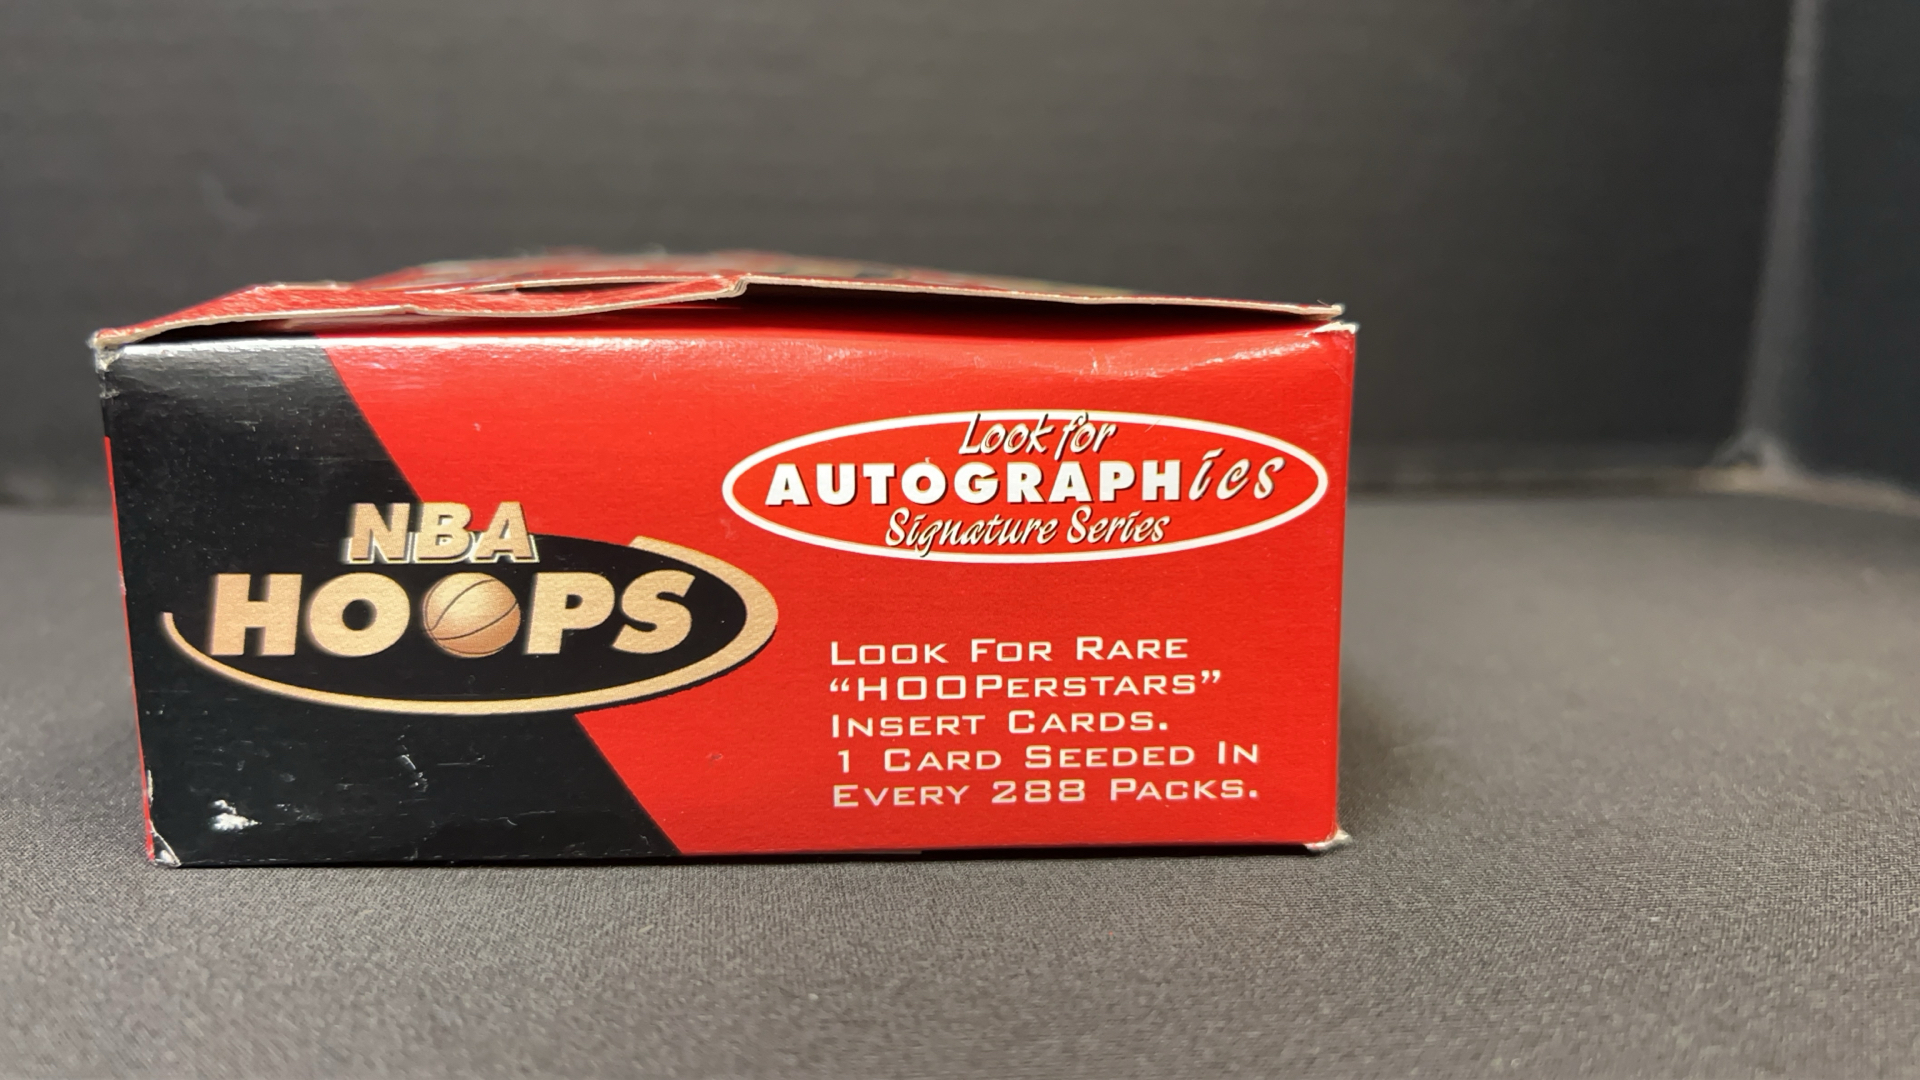 NBA
HOOPS
Look for
AUTOGRAPHics
Signature Series
LOOK FOR RARE
“HOOPERSTARS”
INSERT CARDS.
1 CARD SEEDED IN
EVERY 288 PACKS.